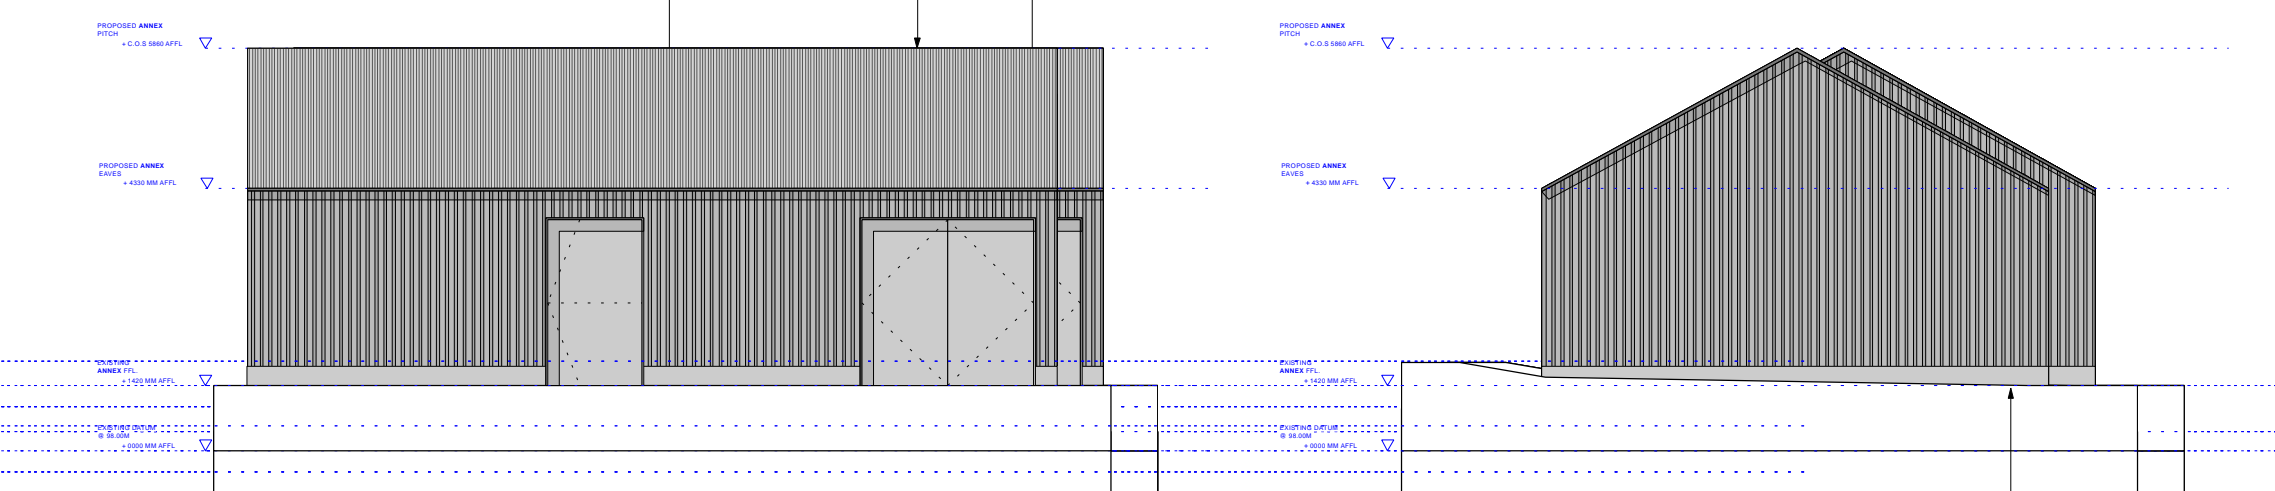 PROPOSED ANNEX
PITCH
+ C.O.S 5860 AFFL
PROPOSED ANNEX
EAVES
+ 4330 MM AFFL
EXISTING
ANNEX FFL.
+ 1420 MM AFFL
EXISTING DATUM
@ 98.00M
+ 0000 MM AFFL
PROPOSED ANNEX
PITCH
+ C.O.S 5860 AFFL
PROPOSED ANNEX
EAVES
+ 4330 MM AFFL
EXISTING
ANNEX FFL.
+ 1420 MM AFFL
EXISTING DATUM
@ 98.00M
+ 0000 MM AFFL